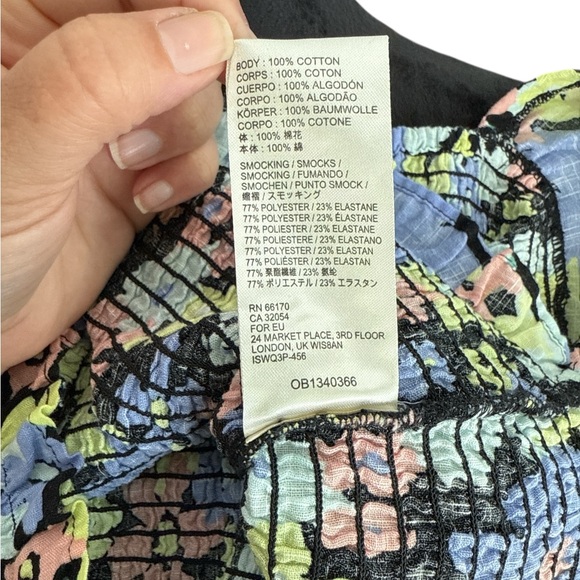 BODY : 100% COTTON
CORPS : 100% COTON
CUERPO : 100% ALGODÓN
CORPO : 100% ALGODÃO
KÖRPER : 100% BAUMWOLLE
CORPO : 100% COTONE
体 : 100% 棉花
本体 : 100% 綿
SMOCKING / SMOCKS /
SMOCKING / FUMANDO /
SMOCHEN / PUNTO SMOCK /
缩褶 / スモッキング
77% POLYESTER / 23% ELASTANE
77% POLYESTER / 23% ÉLASTANE
77% POLYESTER / 23% ELASTANE
77% POLIESTERE / 23% ELASTANO
77% POLYESTER / 23% ELASTAN
77% POLIÉSTER / 23% ELASTAN
77% 聚酯纖維 / 23% 氨纶
77% ポリエステル / 23% エラスタン
RN 66170
CA 32054
FOR EU
24 MARKET PLACE, 3RD FLOOR
LONDON, UK WIS8AN
ISWQ3P-456
OB1340366